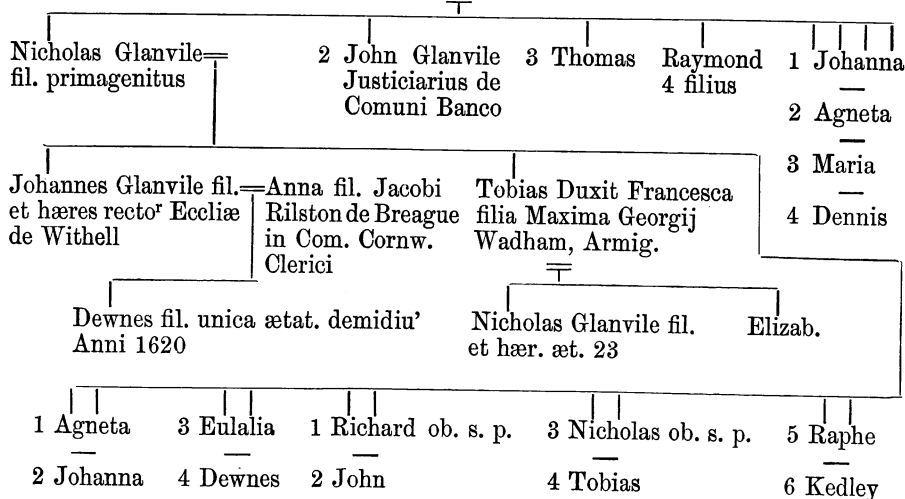 Nicholas Glanvile
fil. primagenitus
2 John Glanvile
Justiciarius de
Comuni Banco
3 Thomas
Raymond
4 filius
1 Johanna
2 Agneta
3 Maria
4 Dennis
Johannes Glanvile fil.
et hæres rectoʳ Eccliæ
de Withell
Anna fil. Jacobi
Rilston de Breague
in Com. Cornw.
Clerici
Tobias Duxit Francesca
filia Maxima Georgij
Wadham, Armig.
Dewnes fil. unica ætat. demidiu'
Anni 1620
Nicholas Glanvile fil.
et hær. æt. 23
Elizab.
1 Agneta
2 Johanna
3 Eulalia
4 Dewnes
1 Richard ob. s. p.
2 John
3 Nicholas ob. s. p.
4 Tobias
5 Raphe
6 Kedley